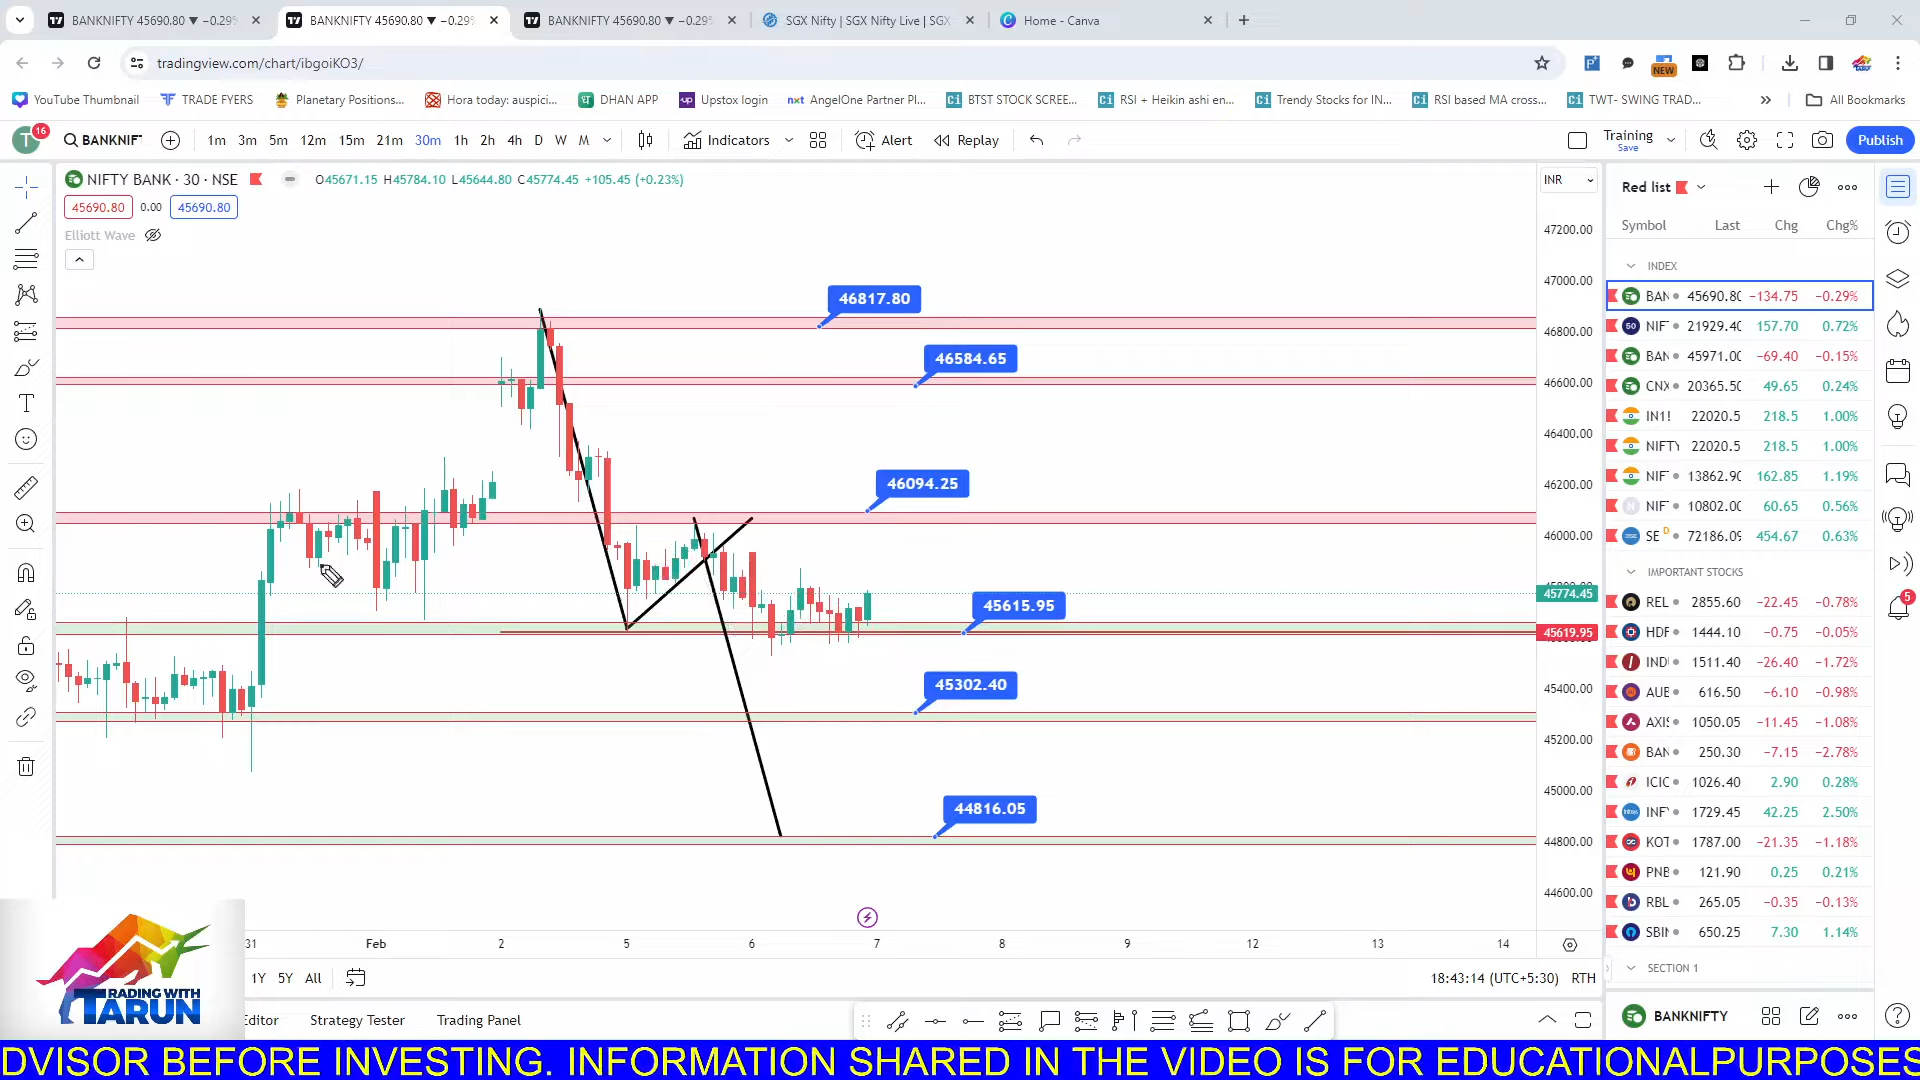 BANKNIFTY 45690.80 ▼ −0.29%
BANKNIFTY 45690.80 ▼ −0.29%
BANKNIFTY 45690.80 ▼ −0.29%
SGX Nifty | SGX Nifty Live | SGX
Home - Canva
tradingview.com/chart/ibgoiKO3/
NEW
YouTube Thumbnail
TRADE FYERS
Planetary Positions...
Hora today: auspici...
DHAN APP
Upstox login
AngelOne Partner Pl...
BTST STOCK SCREE...
RSI + Heikin ashi en...
Trendy Stocks for IN...
RSI based MA cross...
TWT- SWING TRAD...
All Bookmarks
T 16
BANKNIFT
1m 3m 5m 12m 15m 21m 30m 1h 2h 4h D W M
Indicators
Alert
Replay
Training
Save
Publish
NIFTY BANK · 30 · NSE
O45671.15 H45784.10 L45644.80 C45774.45 +105.45 (+0.23%)
45690.80 0.00 45690.80
Elliott Wave
INR
47200.00
47000.00
46800.00
46600.00
46400.00
46200.00
46000.00
45774.45
45619.95
45400.00
45200.00
45000.00
44800.00
44600.00
46817.80
46584.65
46094.25
45615.95
45302.40
44816.05
31 Feb 2 5 6 7 8 9 12 13 14
1Y 5Y All
18:43:14 (UTC+5:30) RTH
Editor
Strategy Tester
Trading Panel
Red list
Symbol Last Chg Chg%
INDEX
BAN 45690.80 −134.75 −0.29%
NIF 21929.40 157.70 0.72%
BAN 45971.00 −69.40 −0.15%
CNX 20365.50 49.65 0.24%
IN1! 22020.5 218.5 1.00%
NIFTY 22020.5 218.5 1.00%
NIF 13862.90 162.85 1.19%
NIF 10802.00 60.65 0.56%
SE D 72186.09 454.67 0.63%
IMPORTANT STOCKS
REL 2855.60 −22.45 −0.78%
HDF 1444.10 −0.75 −0.05%
IND 1511.40 −26.40 −1.72%
AUE 616.50 −6.10 −0.98%
AXIS 1050.05 −11.45 −1.08%
BAN 250.30 −7.15 −2.78%
ICIC 1026.40 2.90 0.28%
INFY 1729.45 42.25 2.50%
KOT 1787.00 −21.35 −1.18%
PNB 121.90 0.25 0.21%
RBL 265.05 −0.35 −0.13%
SBIN 650.25 7.30 1.14%
SECTION 1
BANKNIFTY
5
TRADING WITH
TARUN
DVISOR BEFORE INVESTING. INFORMATION SHARED IN THE VIDEO IS FOR EDUCATIONALPURPOSES